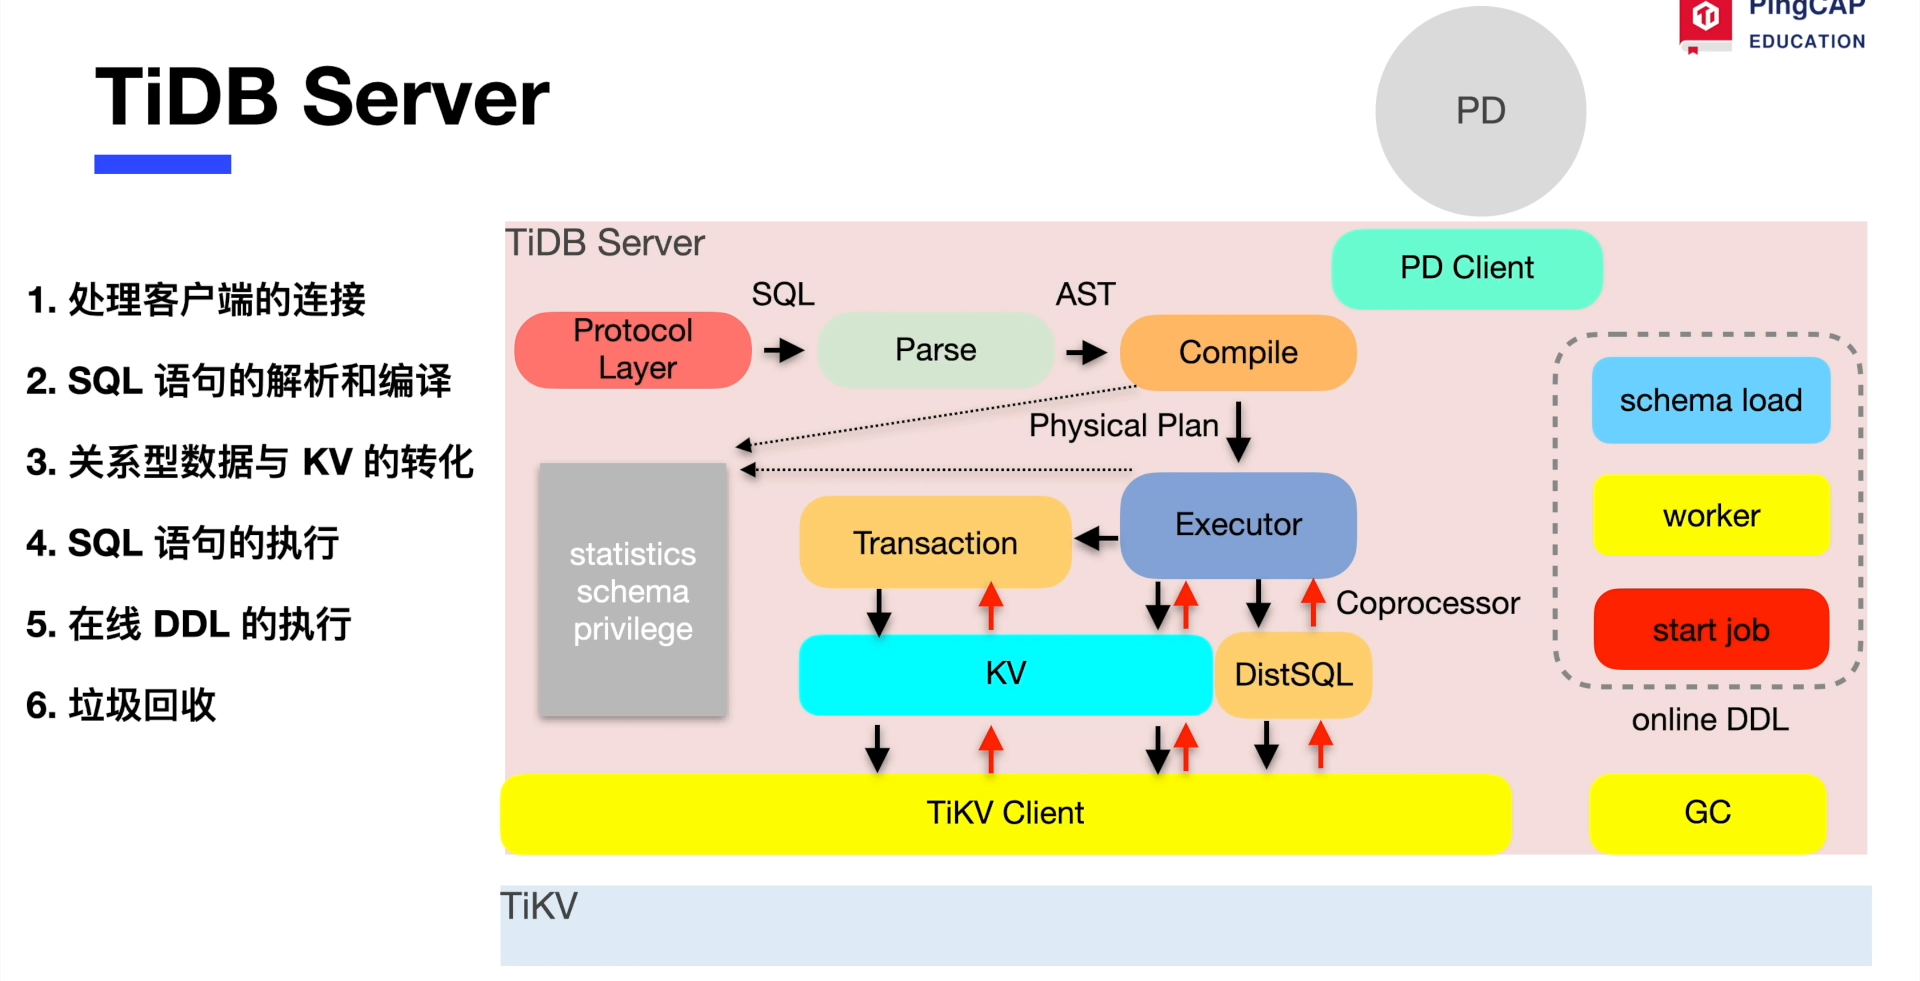 PingCAP
EDUCATION
TiDB Server
PD
1. 处理客户端的连接
2. SQL 语句的解析和编译
3. 关系型数据与 KV 的转化
4. SQL 语句的执行
5. 在线 DDL 的执行
6. 垃圾回收
TiDB Server
PD Client
SQL
AST
Protocol
Layer
Parse
Compile
Physical Plan
schema load
worker
start job
online DDL
statistics
schema
privilege
Transaction
Executor
Coprocessor
KV
DistSQL
TiKV Client
GC
TiKV